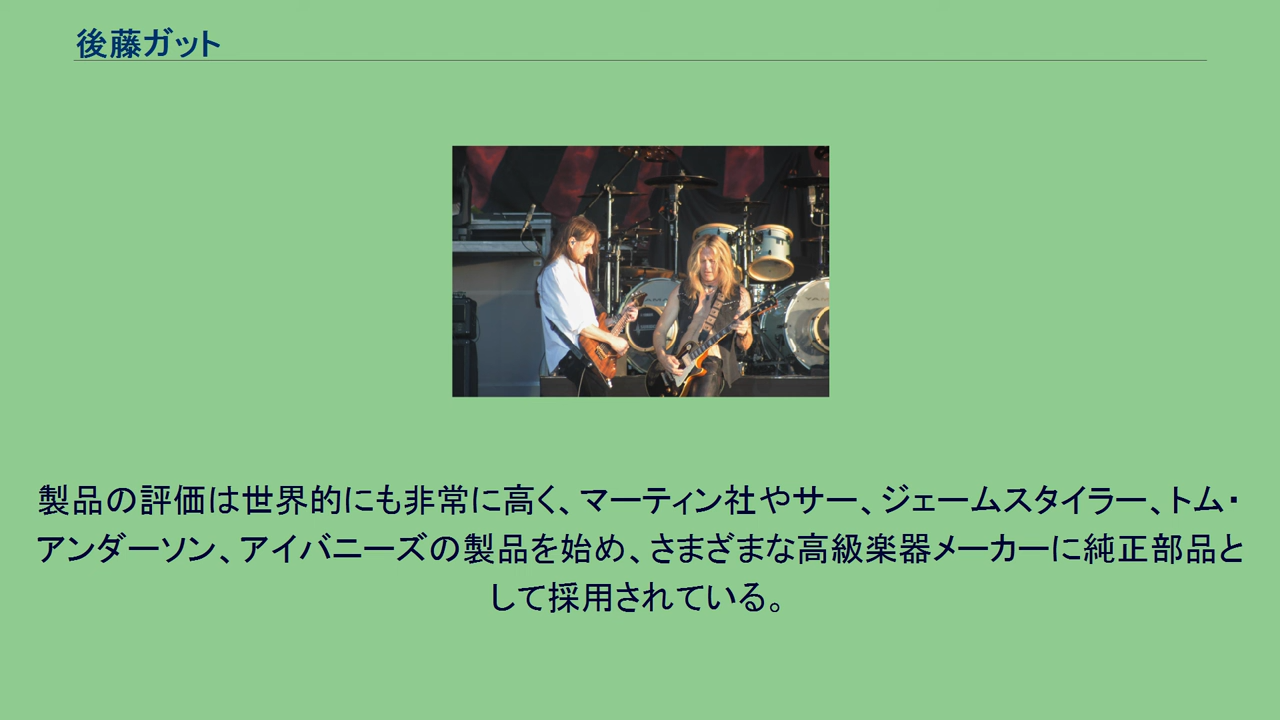 後藤ガット
製品の評価は世界的にも非常に高く、マーティン社やサー、ジェームスタイラー、トム・
アンダーソン、アイバニーズの製品を始め、さまざまな高級楽器メーカーに純正部品と
して採用されている。